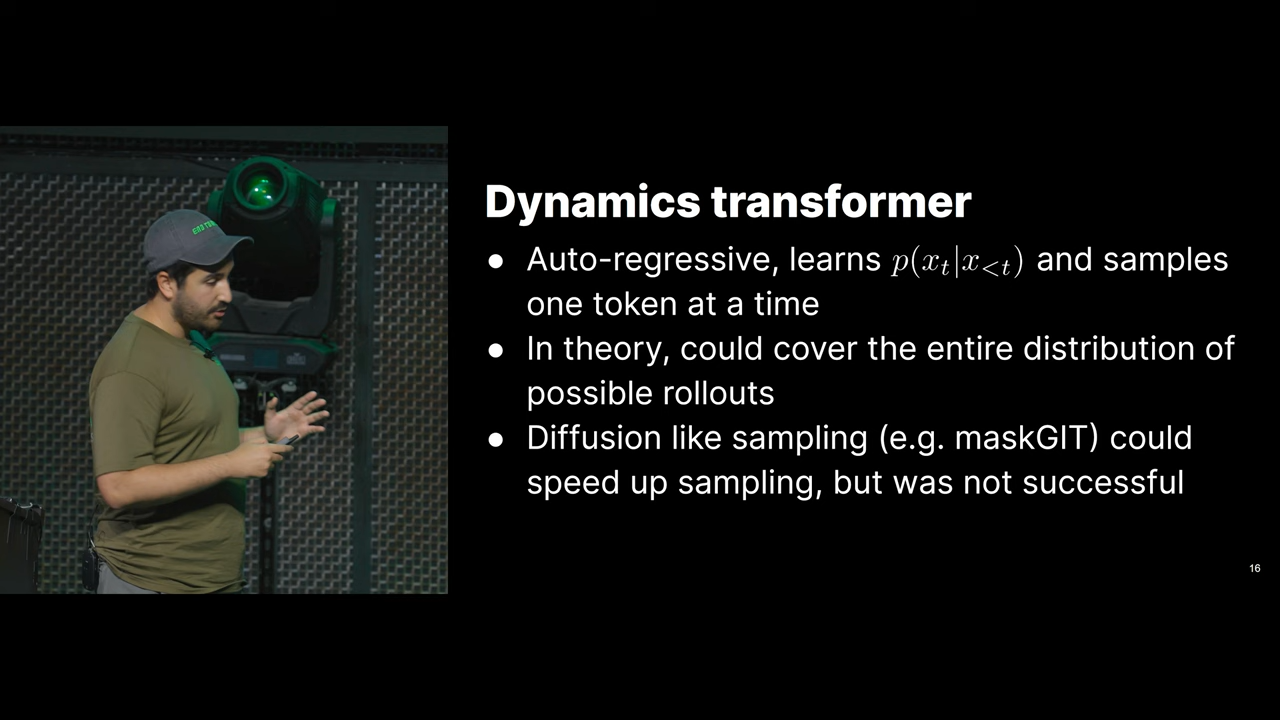 Dynamics transformer
● Auto-regressive, learns p(x_t|x_{<t}) and samples
one token at a time
● In theory, could cover the entire distribution of
possible rollouts
● Diffusion like sampling (e.g. maskGIT) could
speed up sampling, but was not successful
16